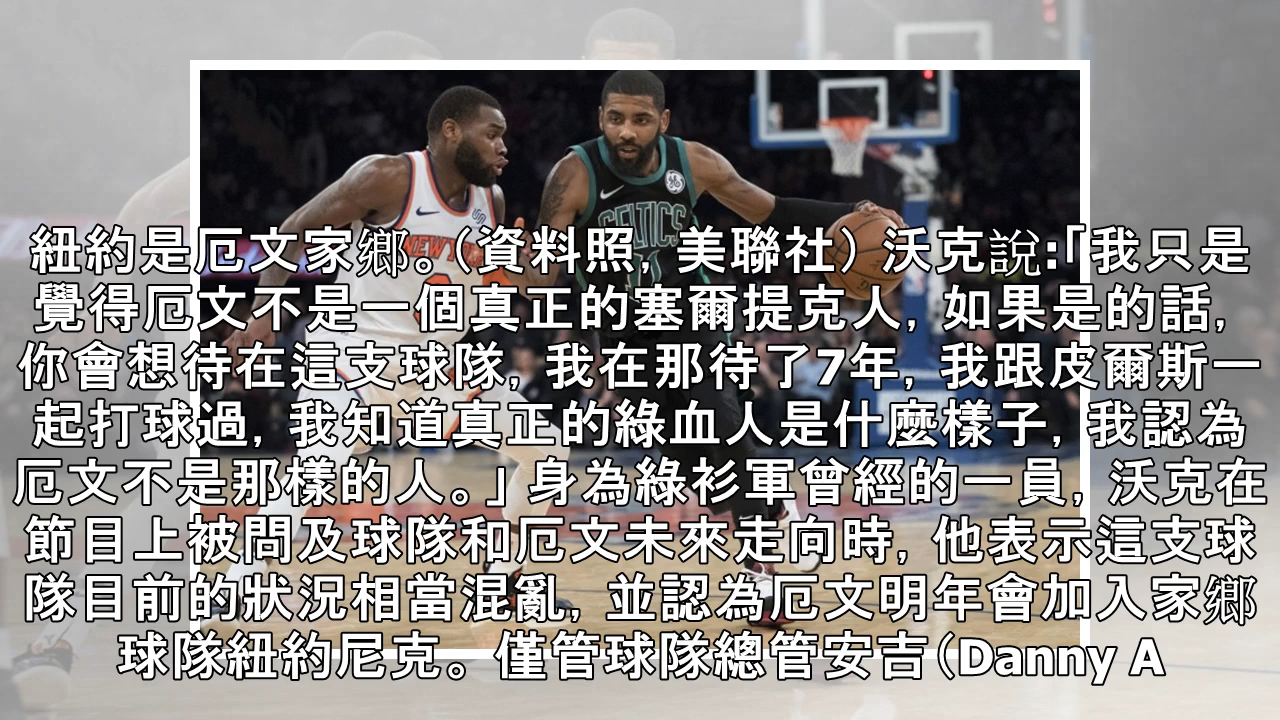 紐約是厄文家鄉。（資料照, 美聯社）沃克說:「我只是
覺得厄文不是一個真正的塞爾提克人, 如果是的話,
你會想待在這支球隊, 我在那待了7年, 我跟皮爾斯一
起打球過, 我知道真正的綠血人是什麼樣子, 我認為
厄文不是那樣的人。」身為綠衫軍曾經的一員, 沃克在
節目上被問及球隊和厄文未來走向時, 他表示這支球
隊目前的狀況相當混亂, 並認為厄文明年會加入家鄉
球隊紐約尼克。僅管球隊總管安吉（Danny A
CELTICS
NEW YORK